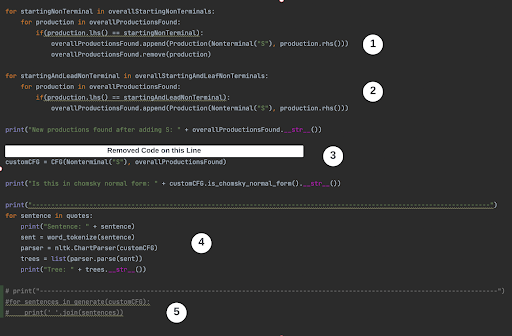 for startingNonTerminal in overallStartingNonTerminals:
for production in overallProductionsFound:
if(production.lhs() == startingNonTerminal):
overallProductionsFound.append(Production(Nonterminal("S"), production.rhs()))
overallProductionsFound.remove(production)
1
for startingAndLeadNonTerminal in overallStartingAndLeafNonTerminals:
for production in overallProductionsFound:
if(production.lhs() == startingAndLeadNonTerminal):
overallProductionsFound.append(Production(Nonterminal("S"), production.rhs()))
2
print("New productions found after adding S: " + overallProductionsFound.__str__())
Removed Code on this Line
customCFG = CFG(Nonterminal("S"), overallProductionsFound)
3
print("Is this in chomsky normal form: " + customCFG.is_chomsky_normal_form().__str__())
print("------------------------------------------------------------------------------------------------------------------------")
for sentence in quotes:
print("Sentence: " + sentence)
sent = word_tokenize(sentence)
parser = nltk.ChartParser(customCFG)
trees = list(parser.parse(sent))
print("Tree: " + trees.__str__())
4
# print("------------------------------------------------------------------------------------------------------------------------")
#for sentences in generate(customCFG):
#    print(' '.join(sentences))
5